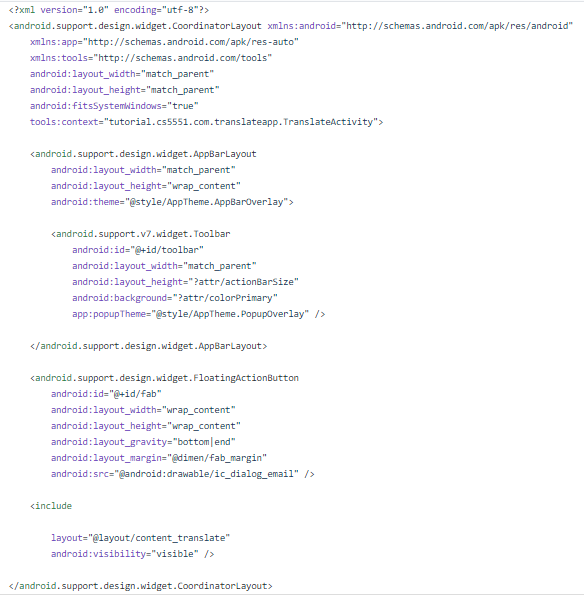 <?xml version="1.0" encoding="utf-8"?>
<android.support.design.widget.CoordinatorLayout xmlns:android="http://schemas.android.com/apk/res/android"
    xmlns:app="http://schemas.android.com/apk/res-auto"
    xmlns:tools="http://schemas.android.com/tools"
    android:layout_width="match_parent"
    android:layout_height="match_parent"
    android:fitsSystemWindows="true"
    tools:context="tutorial.cs5551.com.translateapp.TranslateActivity">

    <android.support.design.widget.AppBarLayout
        android:layout_width="match_parent"
        android:layout_height="wrap_content"
        android:theme="@style/AppTheme.AppBarOverlay">

        <android.support.v7.widget.Toolbar
            android:id="@+id/toolbar"
            android:layout_width="match_parent"
            android:layout_height="?attr/actionBarSize"
            android:background="?attr/colorPrimary"
            app:popupTheme="@style/AppTheme.PopupOverlay" />

    </android.support.design.widget.AppBarLayout>

    <android.support.design.widget.FloatingActionButton
        android:id="@+id/fab"
        android:layout_width="wrap_content"
        android:layout_height="wrap_content"
        android:layout_gravity="bottom|end"
        android:layout_margin="@dimen/fab_margin"
        android:src="@android:drawable/ic_dialog_email" />

    <include

        layout="@layout/content_translate"
        android:visibility="visible" />

</android.support.design.widget.CoordinatorLayout>